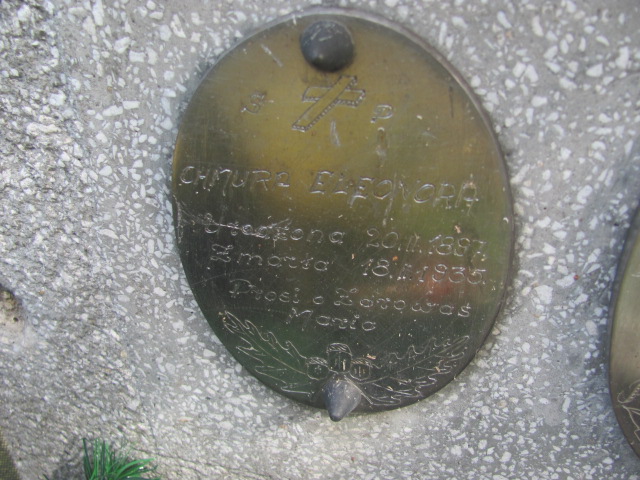 Ś P
CHMURA ELEONORA
Urodzona 20.II.1887.
Zmarła 18.II.1935.
Prosi o Zdrowaś
Maria